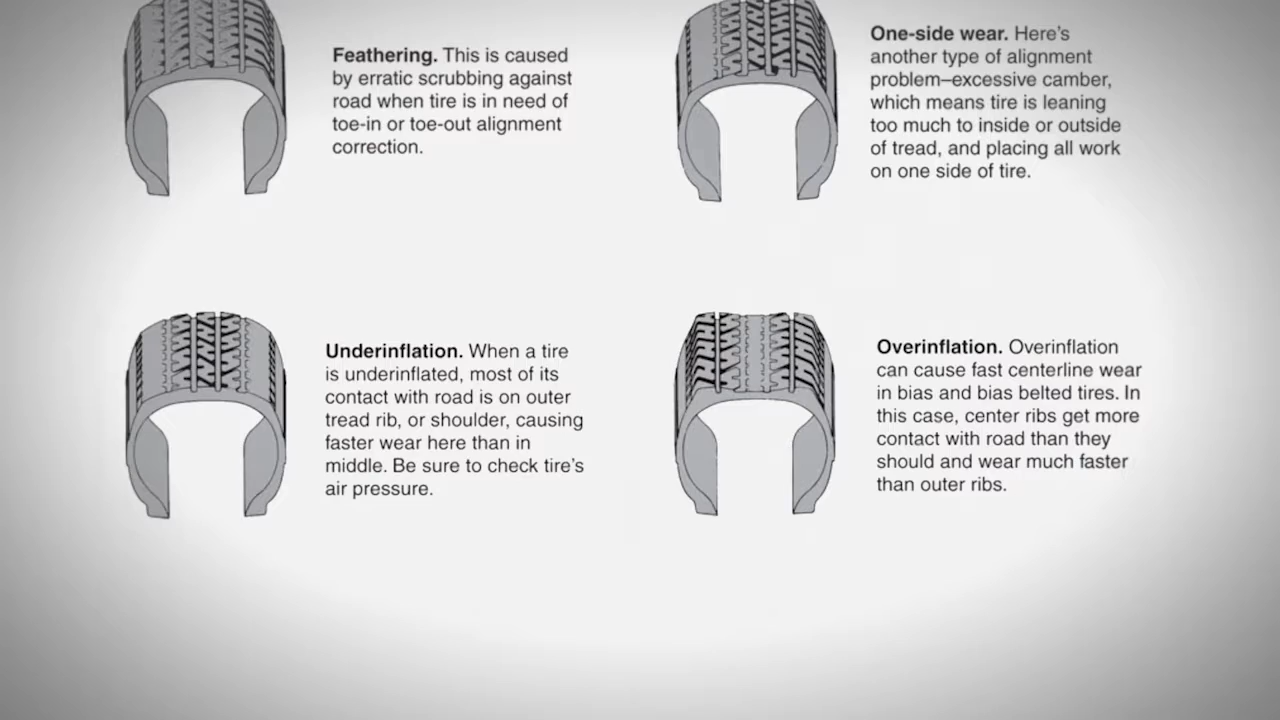 Feathering. This is caused
by erratic scrubbing against
road when tire is in need of
toe-in or toe-out alignment
correction.
One-side wear. Here's
another type of alignment
problem–excessive camber,
which means tire is leaning
too much to inside or outside
of tread, and placing all work
on one side of tire.
Underinflation. When a tire
is underinflated, most of its
contact with road is on outer
tread rib, or shoulder, causing
faster wear here than in
middle. Be sure to check tire's
air pressure.
Overinflation. Overinflation
can cause fast centerline wear
in bias and bias belted tires. In
this case, center ribs get more
contact with road than they
should and wear much faster
than outer ribs.